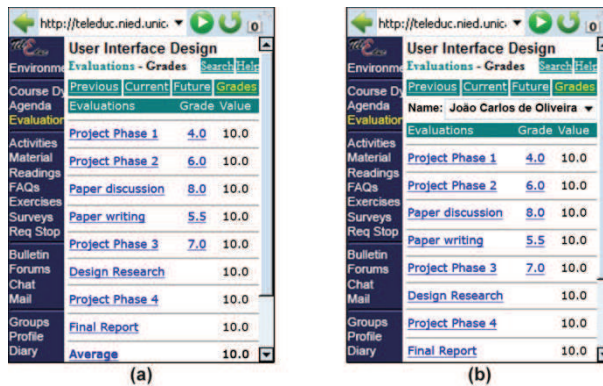 http://teleduc.nied.unic
User Interface Design
Environme
Evaluations - Grades Search Help
Course Dy
Previous Current Future Grades
Agenda
Evaluations Grade Value
Evaluation
Project Phase 1 4.0 10.0
Activities
Material
Project Phase 2 6.0 10.0
Readings
FAQs
Paper discussion 8.0 10.0
Exercises
Surveys
Paper writing 5.5 10.0
Req Stop
Project Phase 3 7.0 10.0
Bulletin
Forums
Design Research 10.0
Chat
Mail
Project Phase 4 10.0
Groups
Final Report 10.0
Profile
Diary
Average 10.0
(a)
http://teleduc.nied.unic
User Interface Design
Environme
Evaluations - Grades Search Help
Course Dy
Previous Current Future Grades
Agenda
Name: João Carlos de Oliveira
Evaluation
Evaluations Grade Value
Activities
Material
Project Phase 1 4.0 10.0
Readings
FAQs
Project Phase 2 6.0 10.0
Exercises
Surveys
Paper discussion 8.0 10.0
Req Stop
Paper writing 5.5 10.0
Bulletin
Forums
Project Phase 3 7.0 10.0
Chat
Mail
Design Research 10.0
Groups
Project Phase 4 10.0
Profile
Diary
Final Report 10.0
(b)